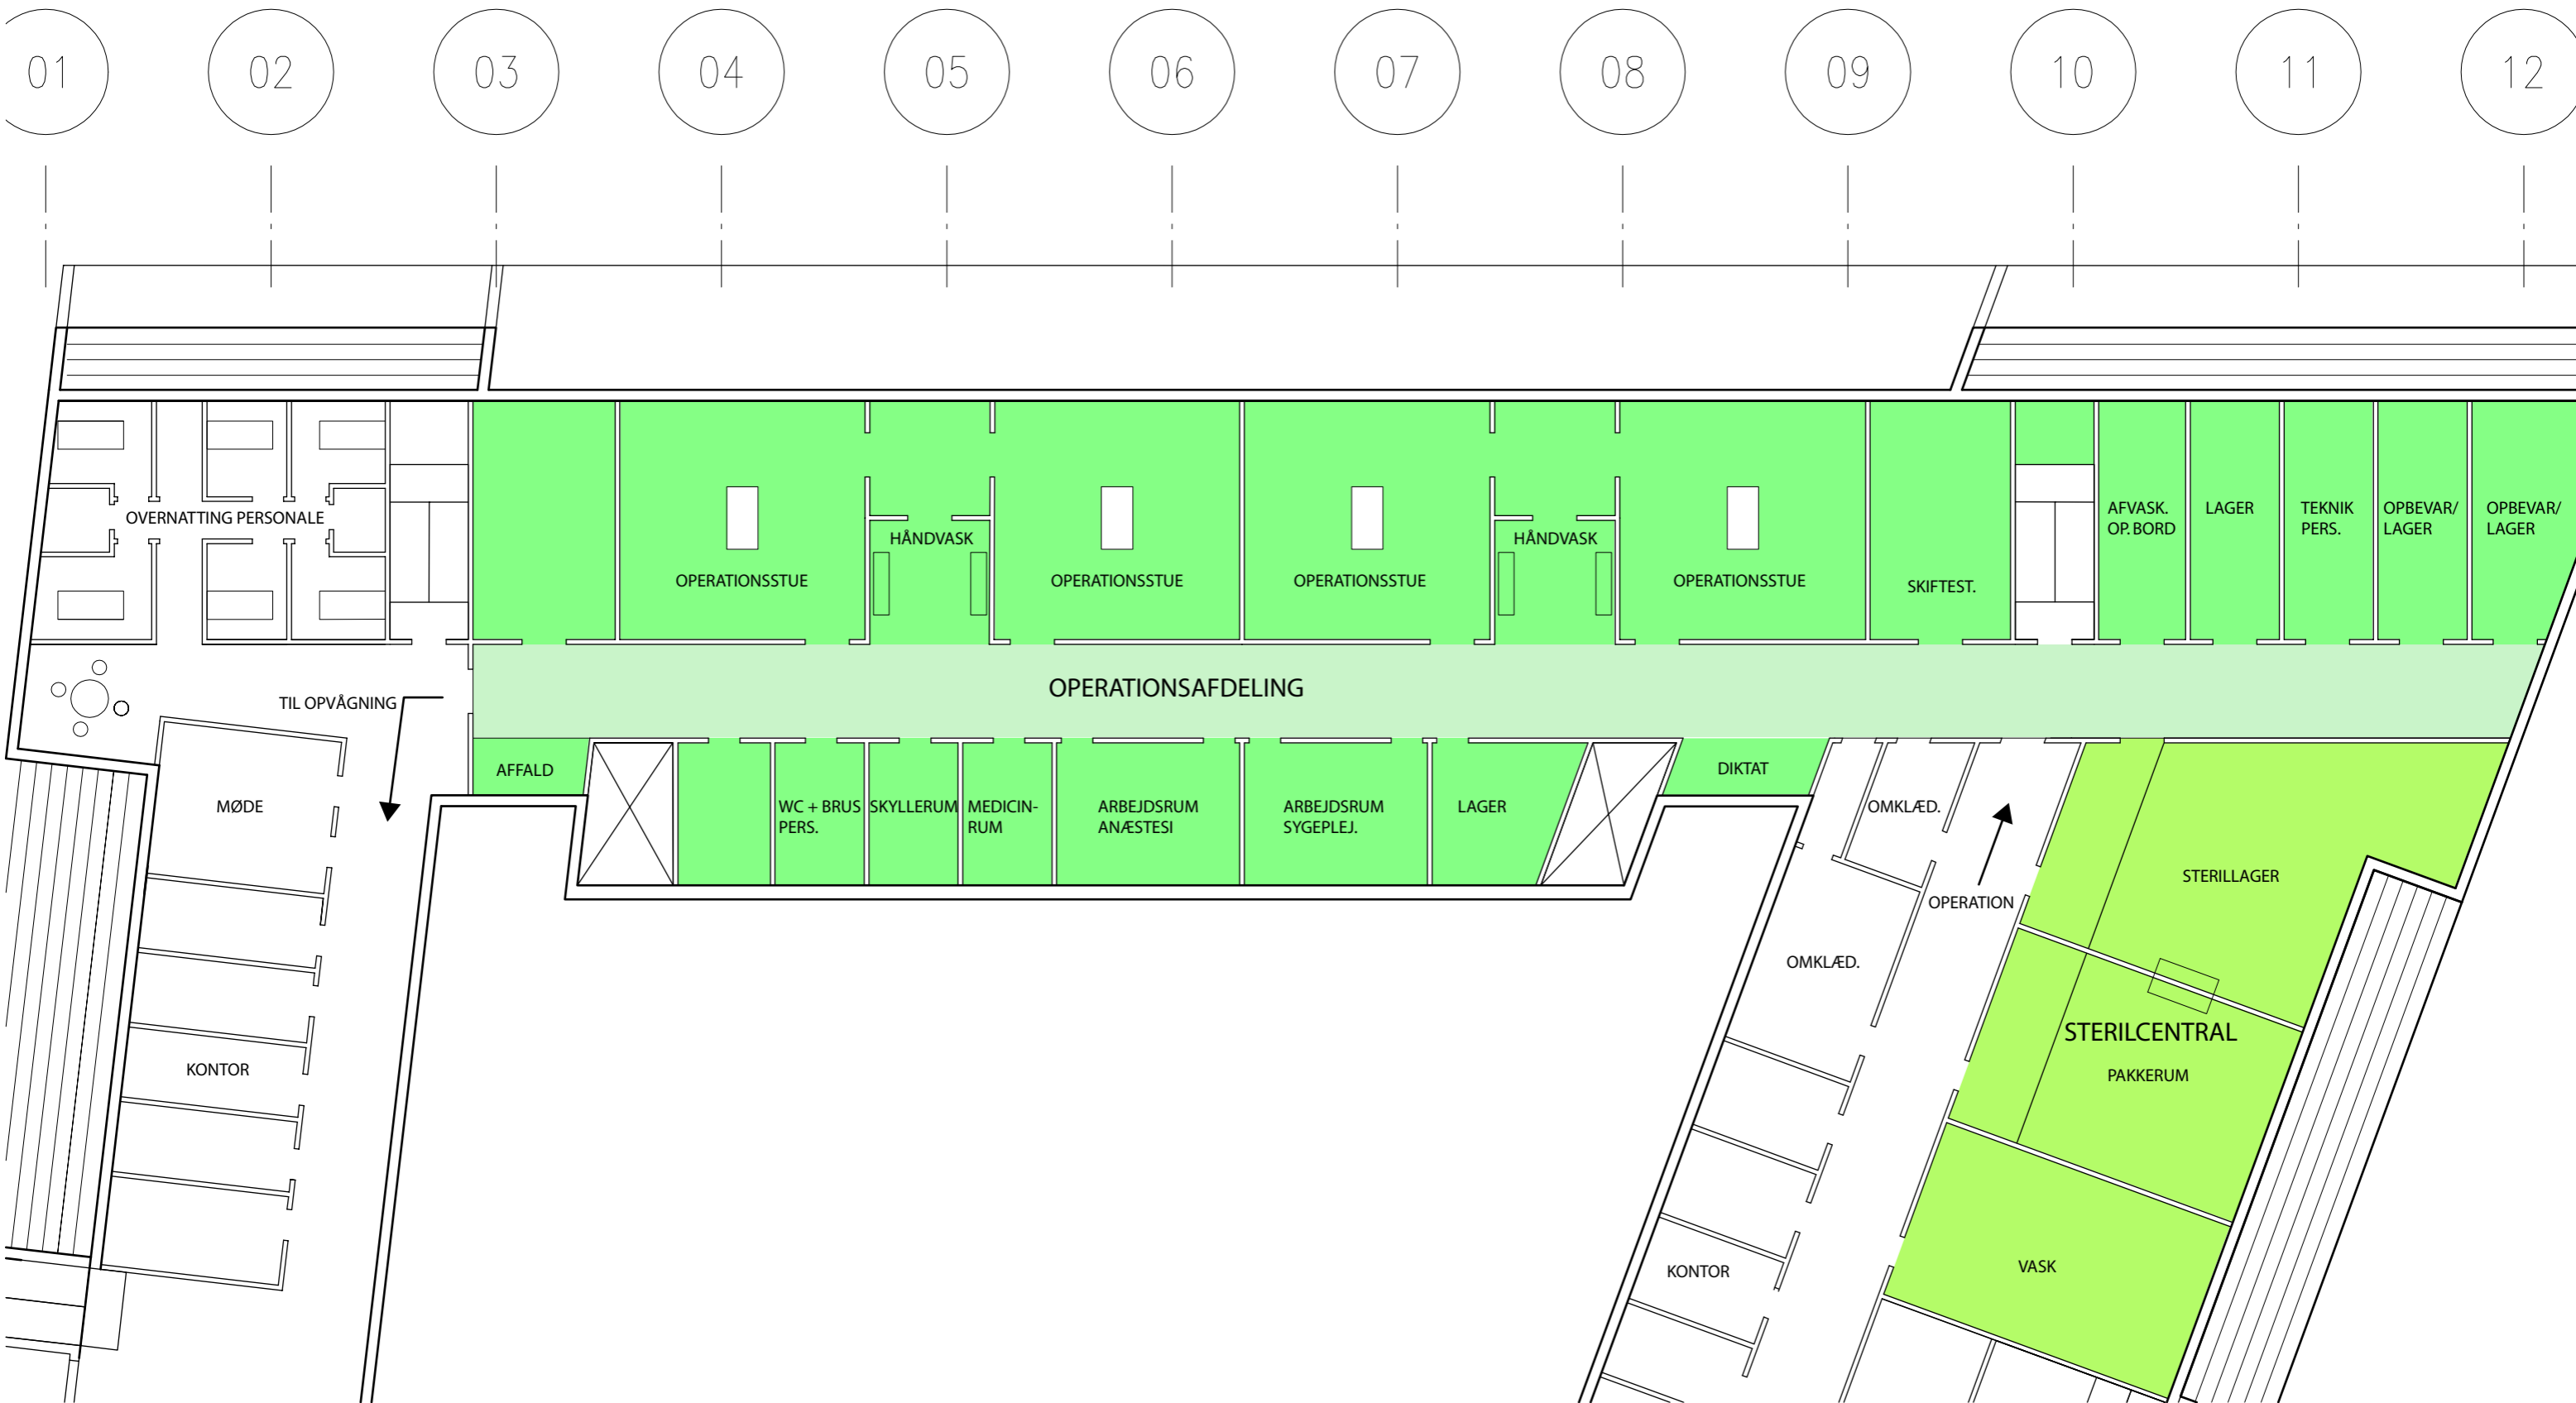 01
02
03
04
05
06
07
08
09
10
11
12
OVERNATTING PERSONALE
OPERATIONSSTUE
HÅNDVASK
OPERATIONSSTUE
OPERATIONSSTUE
HÅNDVASK
OPERATIONSSTUE
SKIFTEST.
AFVASK.
OP. BORD
LAGER
TEKNIK
PERS.
OPBEVAR/
LAGER
OPBEVAR/
LAGER
TIL OPVÅGNING
OPERATIONSAFDELING
AFFALD
WC + BRUS
PERS.
SKYLLERUM
MEDICIN-
RUM
ARBEJDSRUM
ANÆSTESI
ARBEJDSRUM
SYGEPLEJ.
LAGER
DIKTAT
MØDE
OMKLÆD.
OPERATION
STERILLAGER
OMKLÆD.
STERILCENTRAL
PAKKERUM
KONTOR
KONTOR
VASK